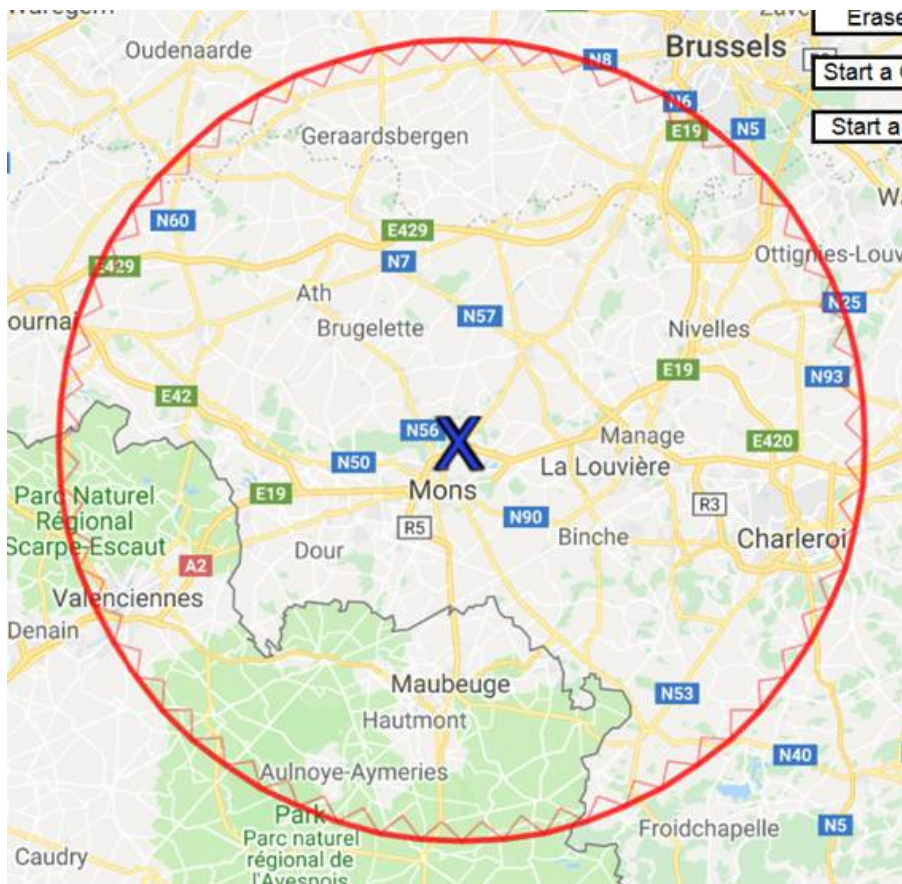 Oudenaarde
Brussels
Erase
N8
Start a
N6
Geraardsbergen
E19
N5
Start a
N60
E429
E429
N7
Ottignies-Louv
Ath
N25
Brugelette
N57
Nivelles
E19
N93
E42
X
N56
Manage
E420
N50
La Louvière
Mons
E19
Parc Naturel
Régional
Scarpe-Escaut
R5
N90
R3
Binche
Charleroi
Dour
A2
Valenciennes
Denain
Maubeuge
N53
Hautmont
Aulnoye-Aymeries
N40
Park
Parc naturel
régional de
l'Avesnois
Froidchapelle
N5
Caudry